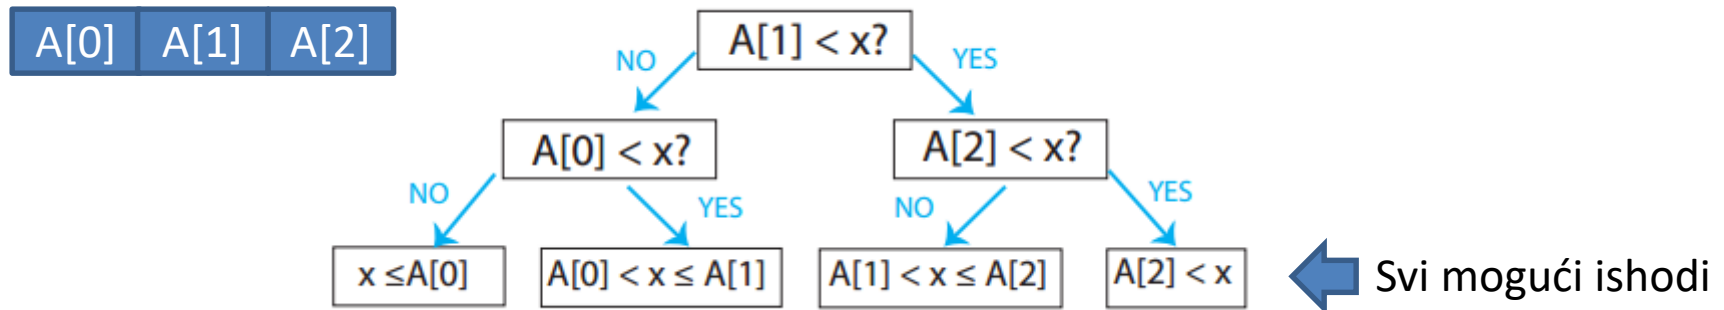 A[0] A[1] A[2]
A[1] < x?
NO YES
A[0] < x? A[2] < x?
NO YES NO YES
x ≤A[0] A[0] < x ≤ A[1] A[1] < x ≤ A[2] A[2] < x
Svi mogući ishodi